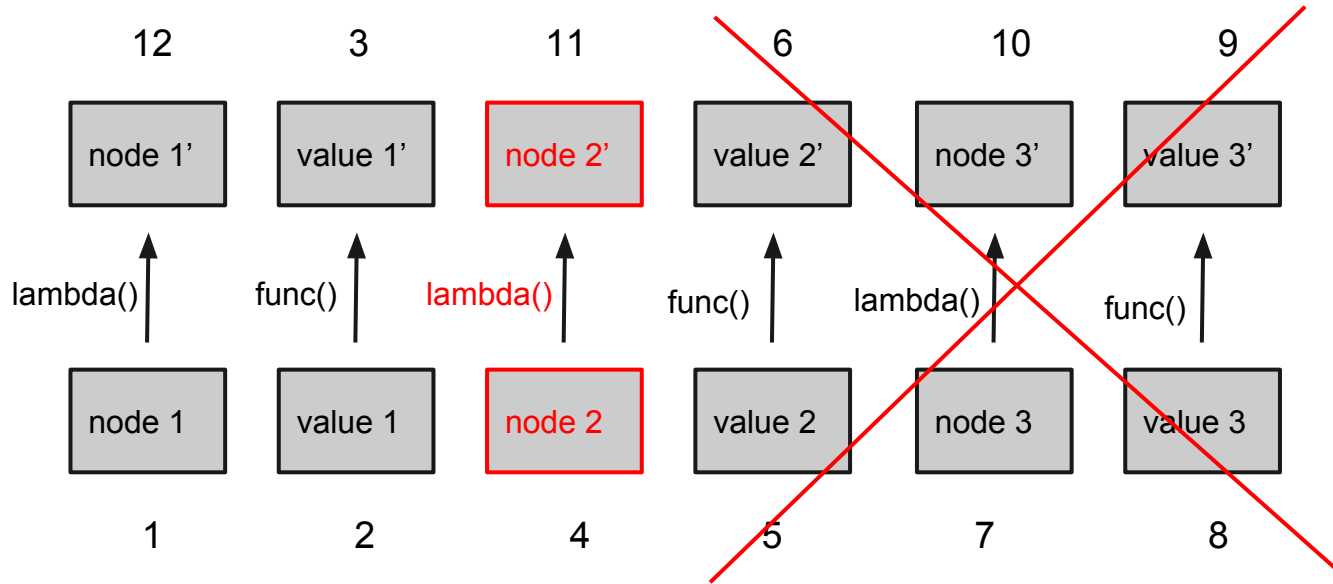 12 3 11 6 10 9
node 1’ value 1’ node 2’ value 2’ node 3’ value 3’
lambda() func() lambda() func() lambda() func()
node 1 value 1 node 2 value 2 node 3 value 3
1 2 4 5 7 8